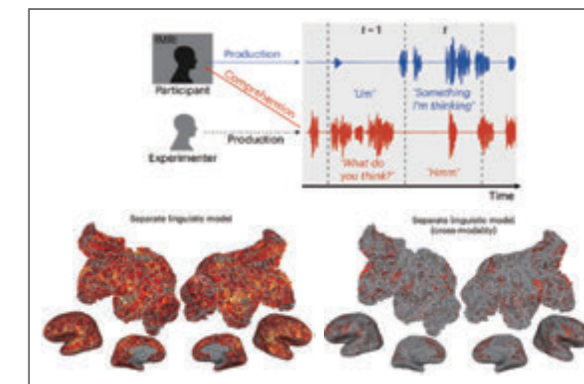 fMRI
t – 1
t
Production
Participant
Comprehension
'Um'
'Something
I'm thinking'
Experimenter
Production
'What do
you think?'
'Hmm'
Time
Separate linguistic model
Separate linguistic model
(cross-modality)